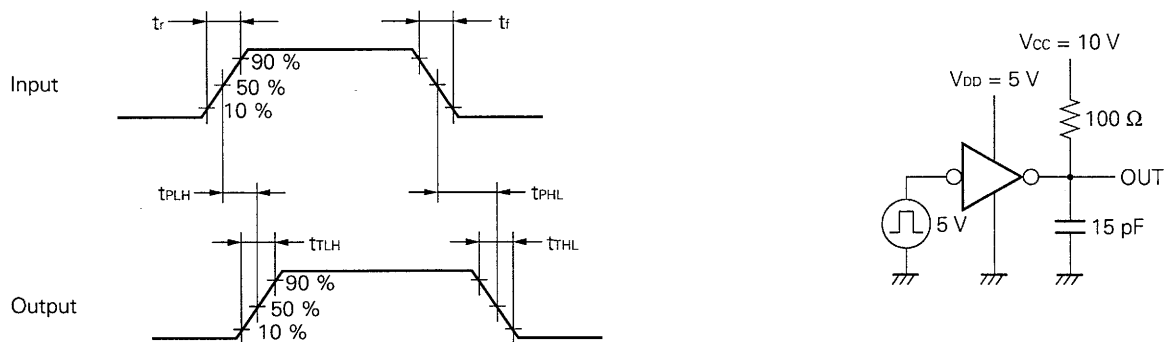 tr
tf
90 %
50 %
10 %
Input
tPLH
tPHL
tTLH
tTHL
90 %
50 %
10 %
Output
VCC = 10 V
VDD = 5 V
100 Ω
OUT
5 V
15 pF